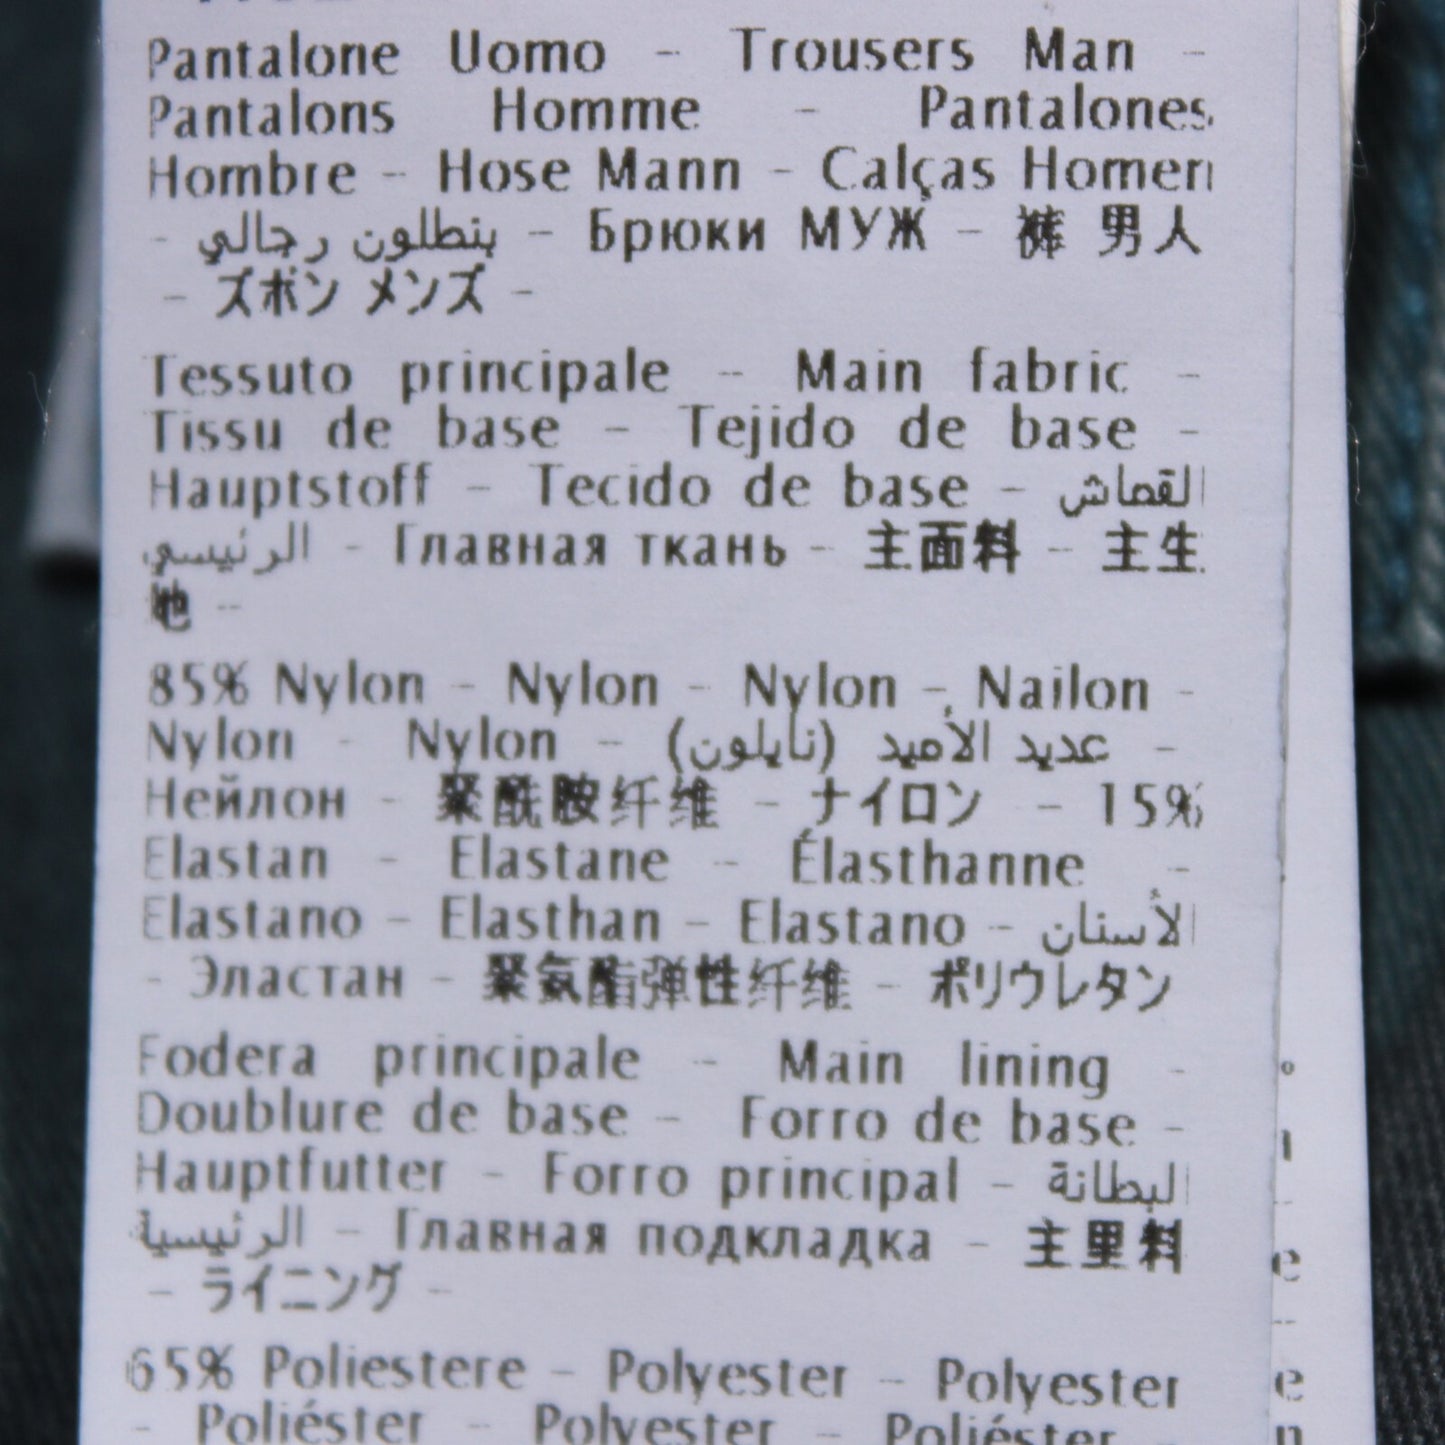 Pantalone Uomo - Trousers Man -
Pantalons Homme - Pantalones
Hombre - Hose Mann - Calças Homem
- بنطلون رجالي - Брюки МУЖ - 裤 男人
- ズボン メンズ -
Tessuto principale - Main fabric -
Tissu de base - Tejido de base -
Hauptstoff - Tecido de base - القماش
الرئيسي - Главная ткань - 主面料 - 主生
地 -
85% Nylon - Nylon - Nylon - Nailon -
Nylon - Nylon - عديد الأميد (نايلون) -
Нейлон - 聚酰胺纤维 - ナイロン - 15%
Elastan - Elastane - Élasthanne -
Elastano - Elasthan - Elastano - الأستان
- Эластан - 聚氨酯弹性纤维 - ポリウレタン
Fodera principale - Main lining -
Doublure de base - Forro de base -
Hauptfutter - Forro principal - البطانة
الرئيسية - Главная подкладка - 主里料
- ライニング -
65% Poliestere - Polyester - Polyester
- Poliéster - Polyester - Poliéster